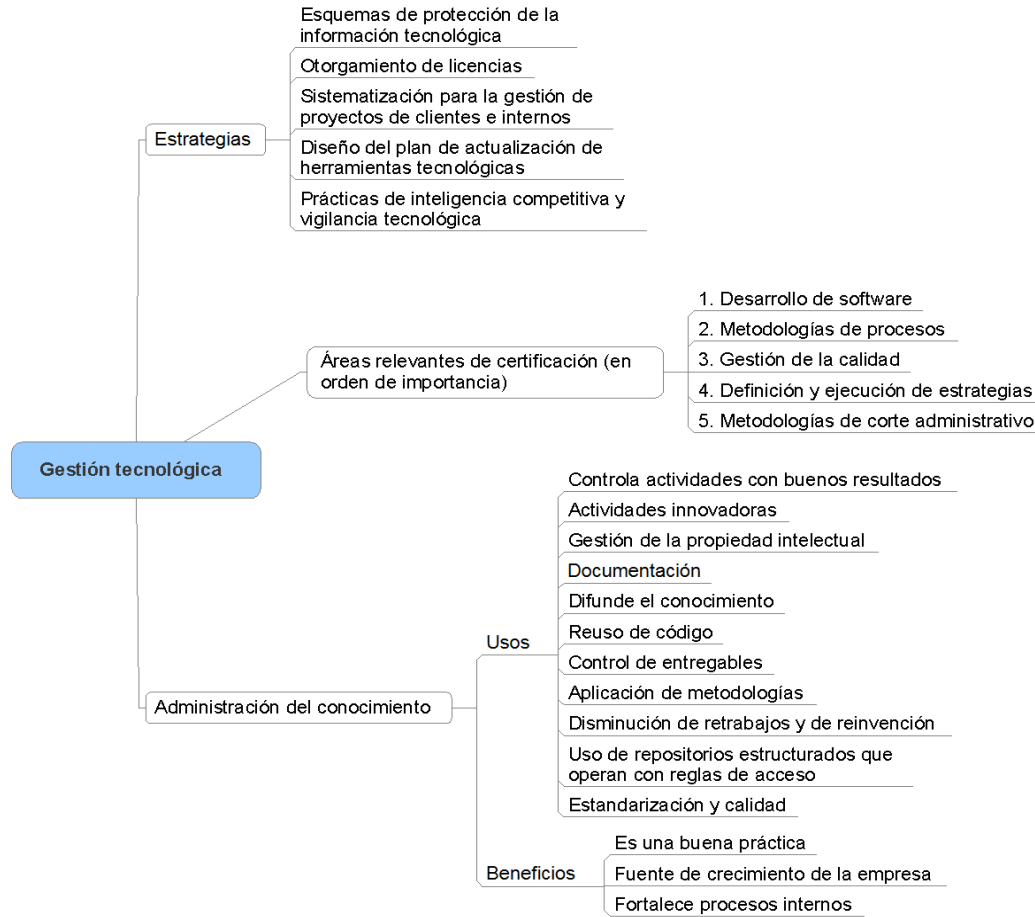 Esquemas de protección de la
información tecnológica
Otorgamiento de licencias
Sistematización para la gestión de
proyectos de clientes e internos
Estrategias
Diseño del plan de actualización de
herramientas tecnológicas
Prácticas de inteligencia competitiva y
vigilancia tecnológica
1. Desarrollo de software
2. Metodologías de procesos
Áreas relevantes de certificación (en
orden de importancia)
3. Gestión de la calidad
4. Definición y ejecución de estrategias
5. Metodologías de corte administrativo
Gestión tecnológica
Controla actividades con buenos resultados
Actividades innovadoras
Gestión de la propiedad intelectual
Documentación
Difunde el conocimiento
Usos
Reuso de código
Control de entregables
Administración del conocimiento
Aplicación de metodologías
Disminución de retrabajos y de reinvención
Uso de repositorios estructurados que
operan con reglas de acceso
Estandarización y calidad
Beneficios
Es una buena práctica
Fuente de crecimiento de la empresa
Fortalece procesos internos